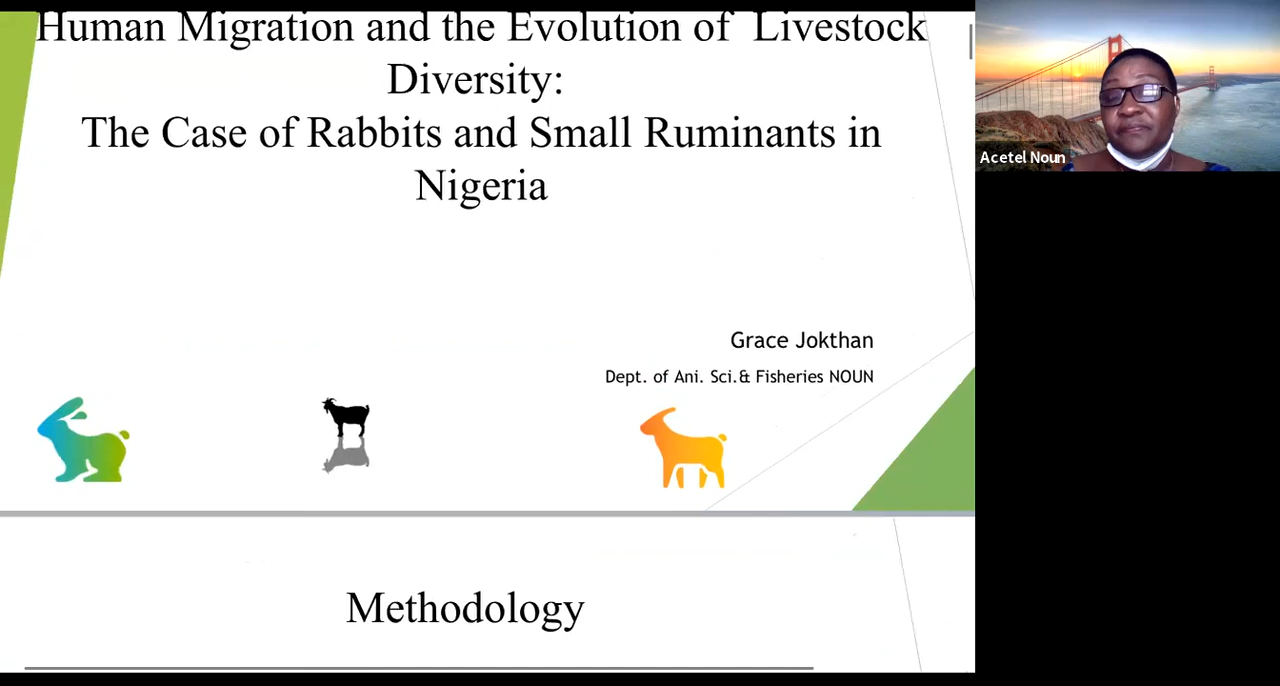 Human Migration and the Evolution of  Livestock
Diversity:
The Case of Rabbits and Small Ruminants in
Nigeria
Grace Jokthan
Dept. of Ani. Sci.& Fisheries NOUN
Methodology
Acetel Noun